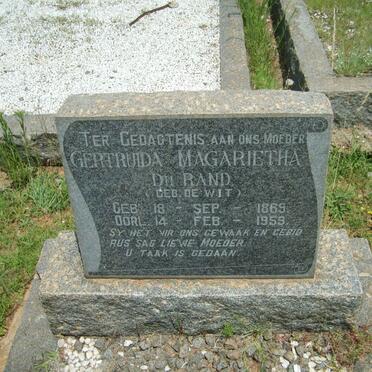 TER GEDAGTENIS AAN ONS MOEDER
GERTRUIDA MAGARIETHA
DU RAND
(GEB. DE WIT)
GEB. 18 - SEP. - 1869.
OORL. 14 - FEB. - 1959.
SY HET VIR ONS GEWAAK EN GEBID
RUS SAG LIEWE MOEDER.
U TAAK IS GEDAAN.